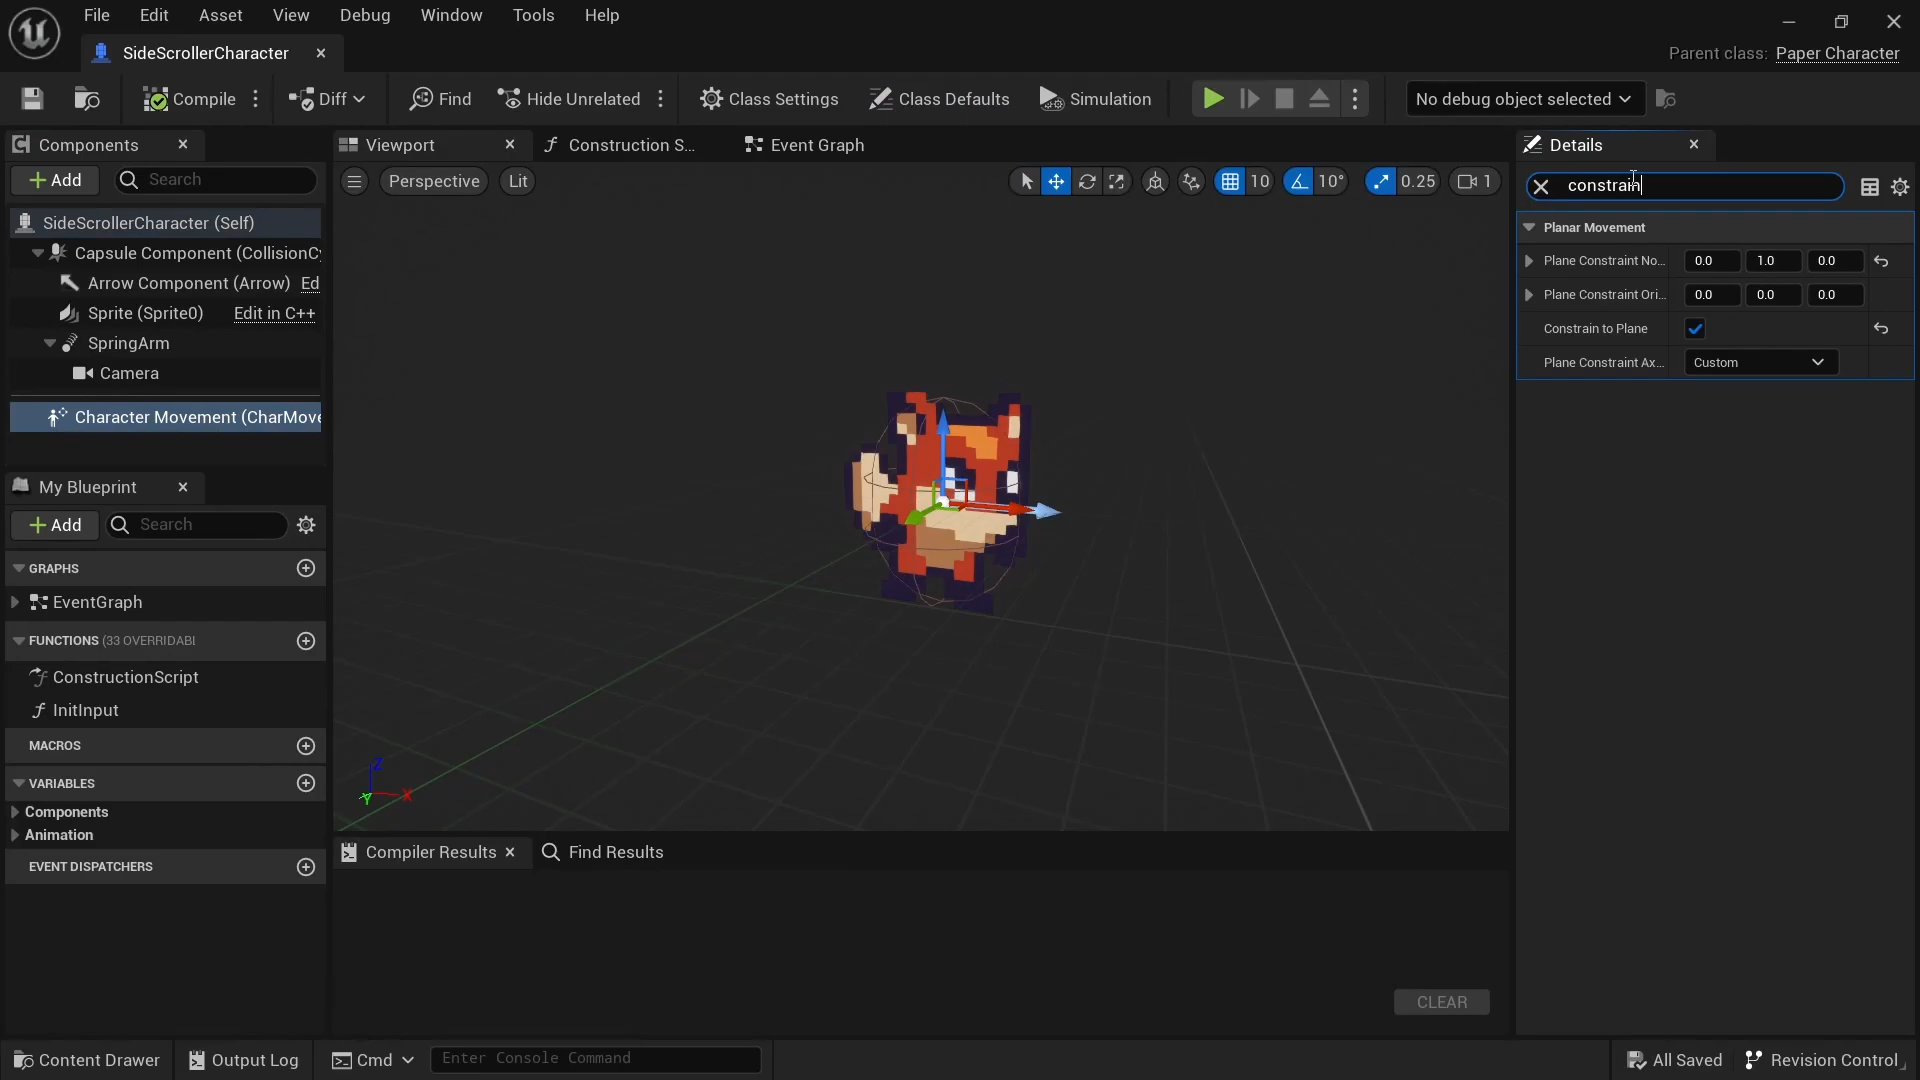 File Edit Asset View Debug Window Tools Help
SideScrollerCharacter
Parent class: Paper Character
Compile Diff Find Hide Unrelated Class Settings Class Defaults Simulation No debug object selected
Components
Add Search
SideScrollerCharacter (Self)
Capsule Component (CollisionCy
Arrow Component (Arrow) Ed
Sprite (Sprite0) Edit in C++
SpringArm
Camera
Character Movement (CharMove
My Blueprint
Add Search
GRAPHS
EventGraph
FUNCTIONS (33 OVERRIDABL
ConstructionScript
InitInput
MACROS
VARIABLES
Components
Animation
EVENT DISPATCHERS
Viewport Construction S... Event Graph
Perspective Lit 10 10° 0.25 1
Z
Y X
Compiler Results Find Results
CLEAR
Details
constrain
Planar Movement
Plane Constraint No... 0.0 1.0 0.0
Plane Constraint Ori... 0.0 0.0 0.0
Constrain to Plane
Plane Constraint Ax... Custom
Content Drawer Output Log Cmd Enter Console Command All Saved Revision Control